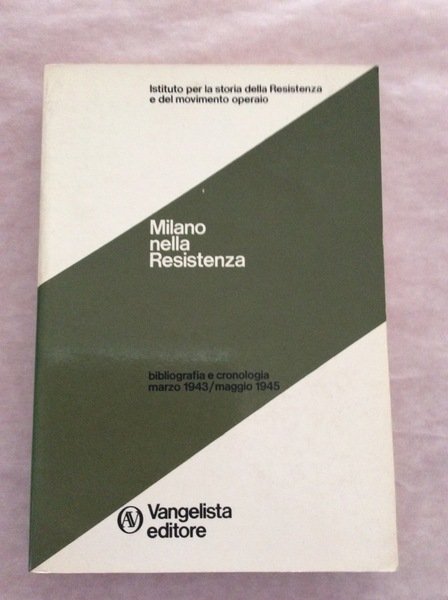 Istituto per la storia della Resistenza
e del movimento operaio
Milano
nella
Resistenza
bibliografia e cronologia
marzo 1943/maggio 1945
AV Vangelista
editore